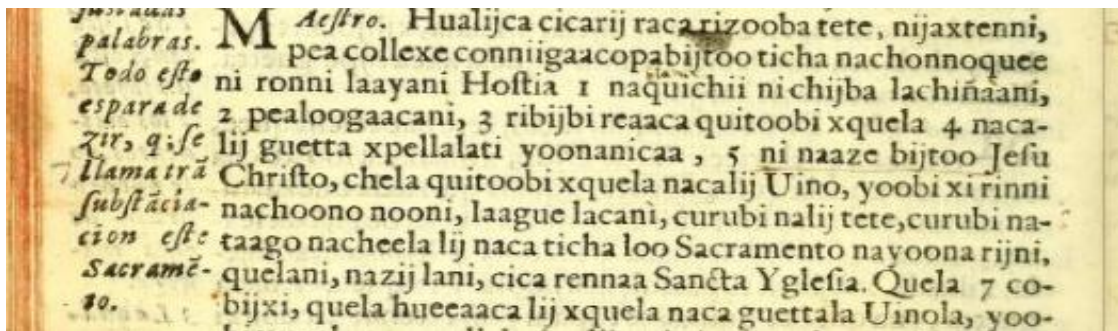 palabras.
Todo esto
es para de
zir, q; se
llama trã
substãcia-
cion este
Sacramē-
to.
MAestro. Hualijca cicarij raca rizooba tete, nijaxtenni,
pea collexe conniigaacopabijtoo ticha nachonnoquee
ni ronni laayani Hostia 1 naquichii ni chijba lachiñaani,
2 pealoogaacani, 3 ribijbi reaaca quitoobi xquela 4 naca-
lij guetta xpellalati yoonanicaa, 5 ni naaze bijtoo Jesu
Christo, chela quitoobi xquela nacalij Uino, yoobi xi rinni
nachoono nooni, laague lacani, curubi nalij tete, curubi na-
taago nacheela lij naca ticha loo Sacramento nayoona rijni,
quelani, nazij lani, cica rennaa Sancta Yglesia. Quela 7 co-
bijxi, quela hueeaaca lij xquela naca guettala Uinola, yoo-